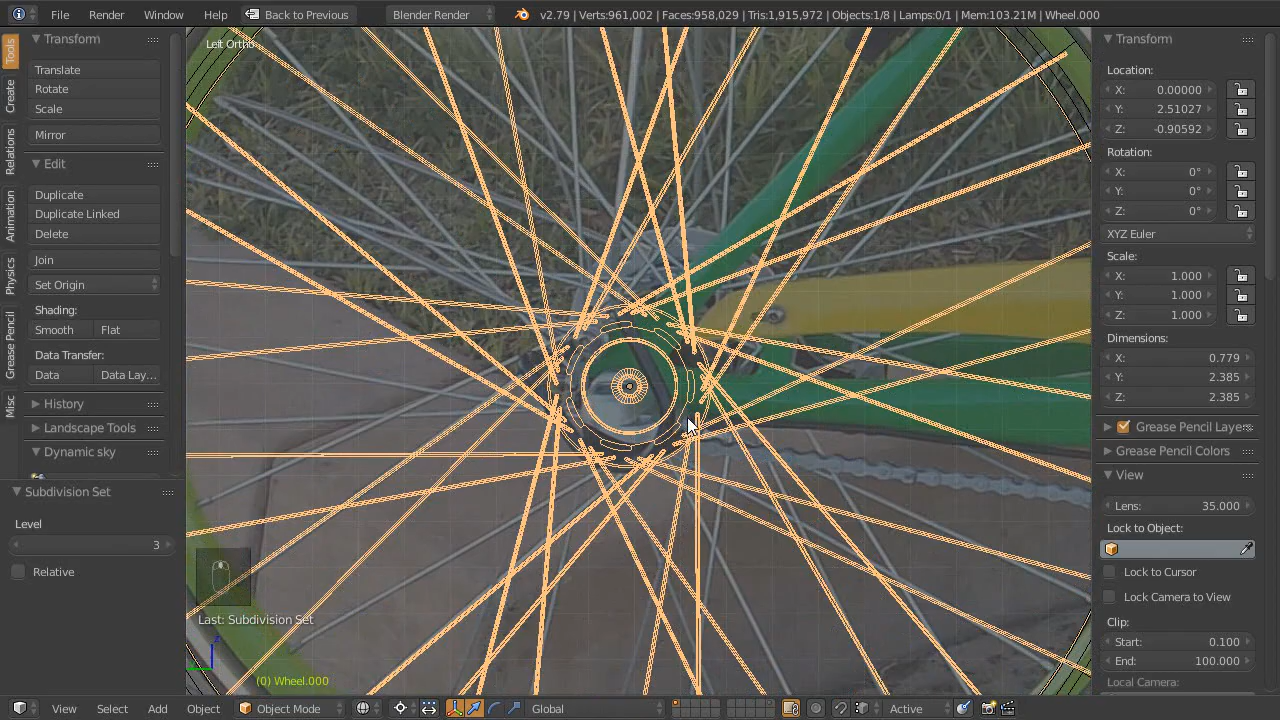 File Render Window Help Back to Previous Blender Render v2.79 | Verts:961,002 | Faces:958,029 | Tris:1,915,972 | Objects:1/8 | Lamps:0/1 | Mem:103.21M | Wheel.000
Tools
Create
Relations
Animation
Physics
Grease Pencil
Misc
Transform
Translate
Rotate
Scale
Mirror
Edit
Duplicate
Duplicate Linked
Delete
Join
Set Origin
Shading:
Smooth Flat
Data Transfer:
Data Data Lay...
History
Landscape Tools
Dynamic sky
Subdivision Set
Level
3
Relative
Left Ortho
Last: Subdivision Set
z
(0) Wheel.000
Transform
Location:
X: 0.00000
Y: 2.51027
Z: -0.90592
Rotation:
X: 0°
Y: 0°
Z: 0°
XYZ Euler
Scale:
X: 1.000
Y: 1.000
Z: 1.000
Dimensions:
X: 0.779
Y: 2.385
Z: 2.385
Grease Pencil Layers
Grease Pencil Colors
View
Lens: 35.000
Lock to Object:
Lock to Cursor
Lock Camera to View
Clip:
Start: 0.100
End: 100.000
Local Camera:
View Select Add Object Object Mode Global Active